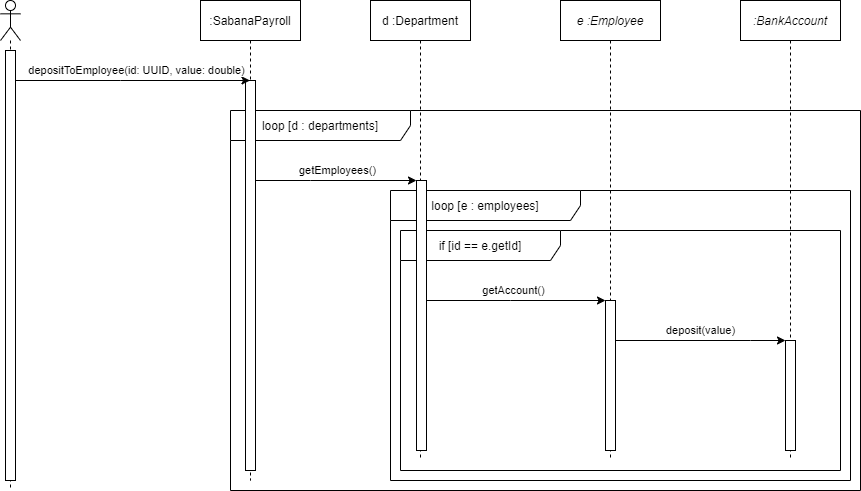 :SabanaPayroll
d :Department
e :Employee
:BankAccount
depositToEmployee(id: UUID, value: double)
loop [d : departments]
getEmployees()
loop [e : employees]
if [id == e.getId]
getAccount()
deposit(value)